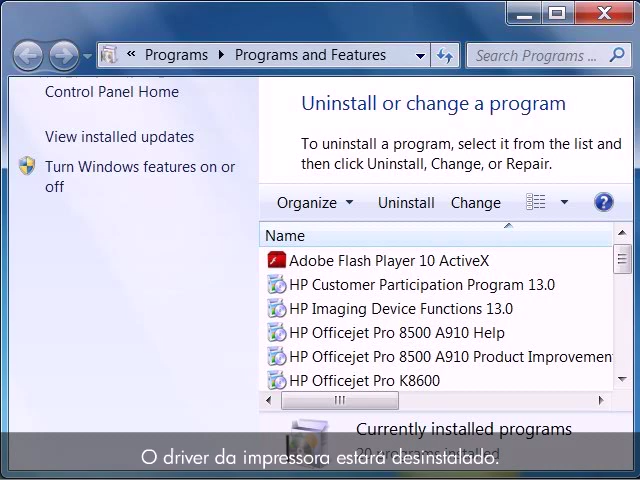 « Programs ▸ Programs and Features
Search Programs ...
Control Panel Home
View installed updates
Turn Windows features on or
off
Uninstall or change a program
To uninstall a program, select it from the list and
then click Uninstall, Change, or Repair.
Organize Uninstall Change
Name
Adobe Flash Player 10 ActiveX
HP Customer Participation Program 13.0
HP Imaging Device Functions 13.0
HP Officejet Pro 8500 A910 Help
HP Officejet Pro 8500 A910 Product Improvemen
HP Officejet Pro K8600
Currently installed programs
20 programs installed
O driver da impressora estará desinstalado.